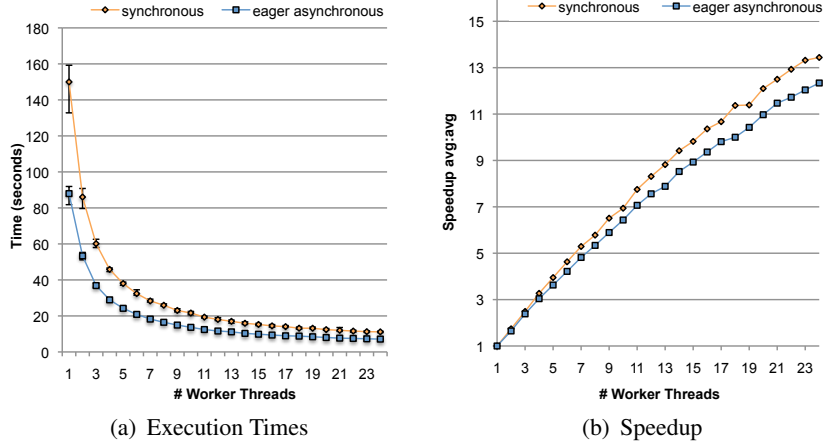 synchronous eager asynchronous
180
160
140
120
100
80
60
40
20
0
Time (seconds)
1 3 5 7 9 11 13 15 17 19 21 23
# Worker Threads
(a) Execution Times
synchronous eager asynchronous
15
13
11
9
7
5
3
1
Speedup avg:avg
1 3 5 7 9 11 13 15 17 19 21 23
# Worker Threads
(b) Speedup